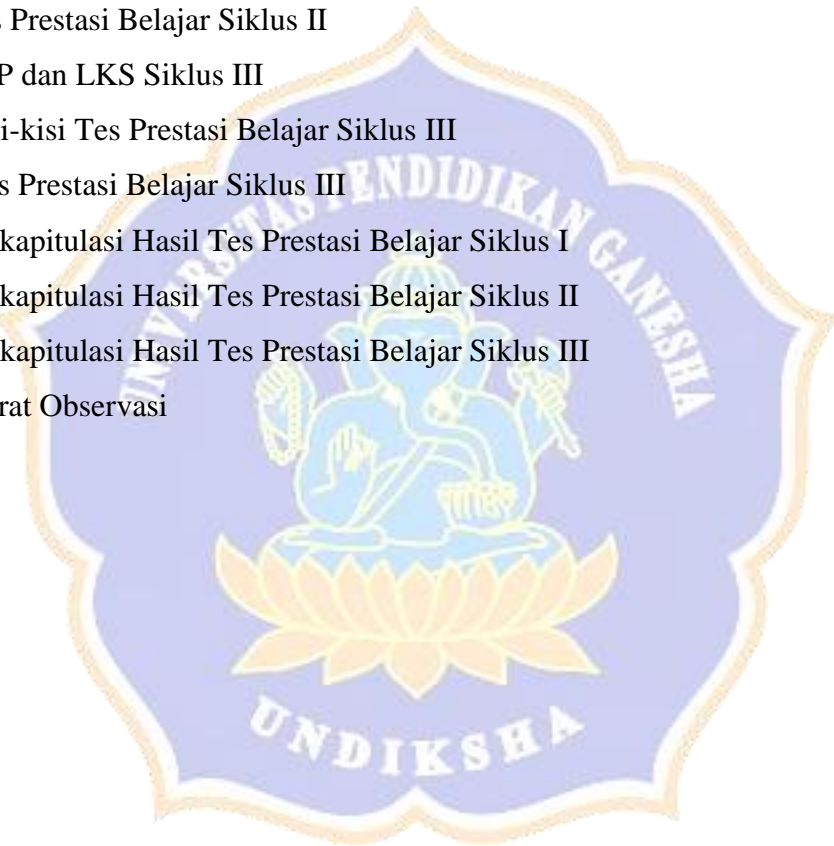 s Prestasi Belajar Siklus II
P dan LKS Siklus III
i-kisi Tes Prestasi Belajar Siklus III
s Prestasi Belajar Siklus III
kapitulasi Hasil Tes Prestasi Belajar Siklus I
kapitulasi Hasil Tes Prestasi Belajar Siklus II
kapitulasi Hasil Tes Prestasi Belajar Siklus III
rat Observasi
UNIVERSITAS PENDIDIKAN GANESHA
UNDIKSHA